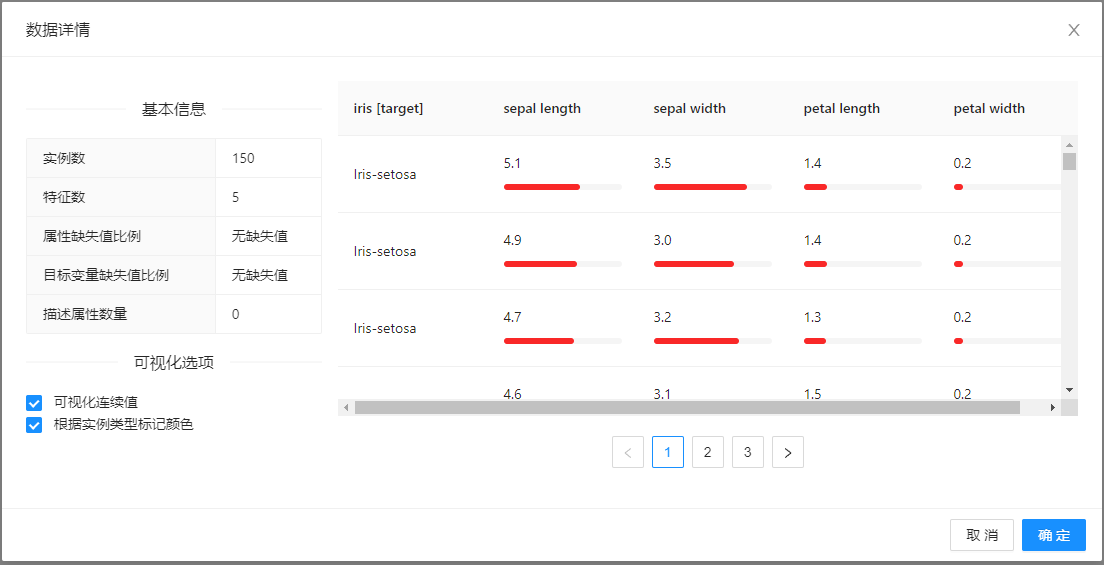 数据详情
基本信息
实例数 150
特征数 5
属性缺失值比例 无缺失值
目标变量缺失值比例 无缺失值
描述属性数量 0
可视化选项
可视化连续值
根据实例类型标记颜色
iris [target] sepal length sepal width petal length petal width
Iris-setosa 5.1 3.5 1.4 0.2
Iris-setosa 4.9 3.0 1.4 0.2
Iris-setosa 4.7 3.2 1.3 0.2
4.6 3.1 1.5 0.2
1 2 3
取 消 确 定